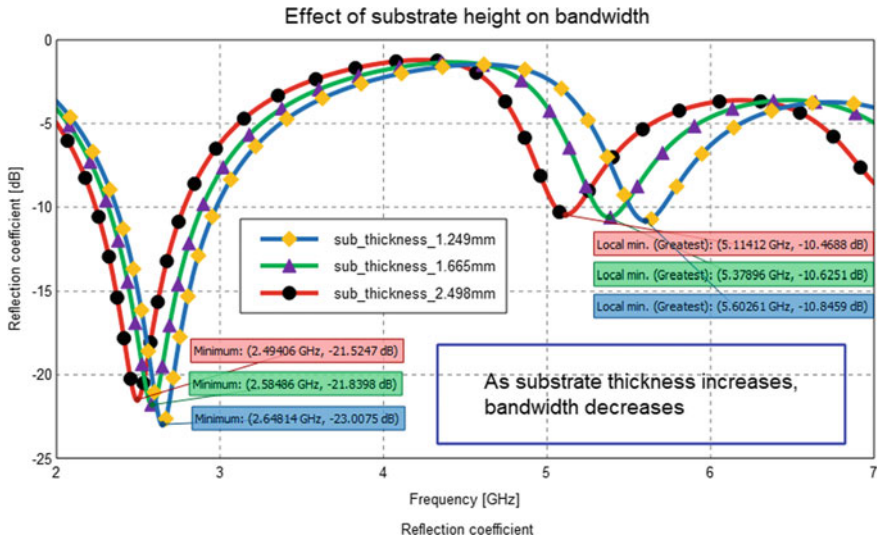 Effect of substrate height on bandwidth
0
-5
-10
-15
-20
-25
Reflection coefficient [dB]
sub_thickness_1.249mm
sub_thickness_1.665mm
sub_thickness_2.498mm
Local min. (Greatest): (5.11412 GHz, -10.4688 dB)
Local min. (Greatest): (5.37896 GHz, -10.6251 dB)
Local min. (Greatest): (5.60261 GHz, -10.8459 dB)
Minimum: (2.49406 GHz, -21.5247 dB)
Minimum: (2.58486 GHz, -21.8398 dB)
Minimum: (2.64814 GHz, -23.0075 dB)
As substrate thickness increases,
bandwidth decreases
2 3 4 5 6 7
Frequency [GHz]
Reflection coefficient